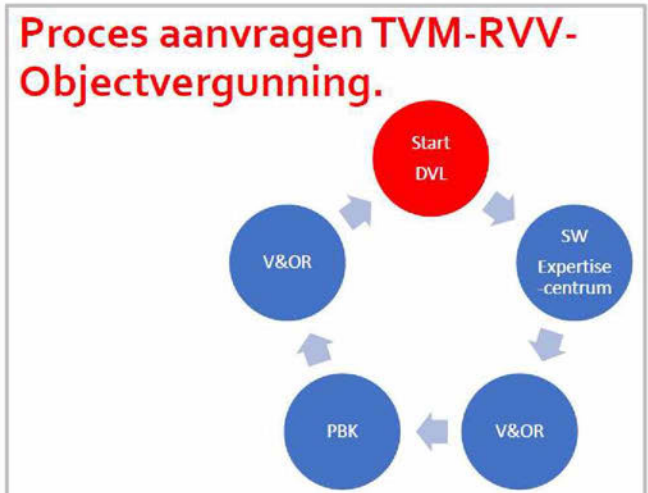 Proces aanvragen TVM-RVV-
Objectvergunning.
Start
DVL
SW
Expertise
-centrum
V&OR
PBK
V&OR